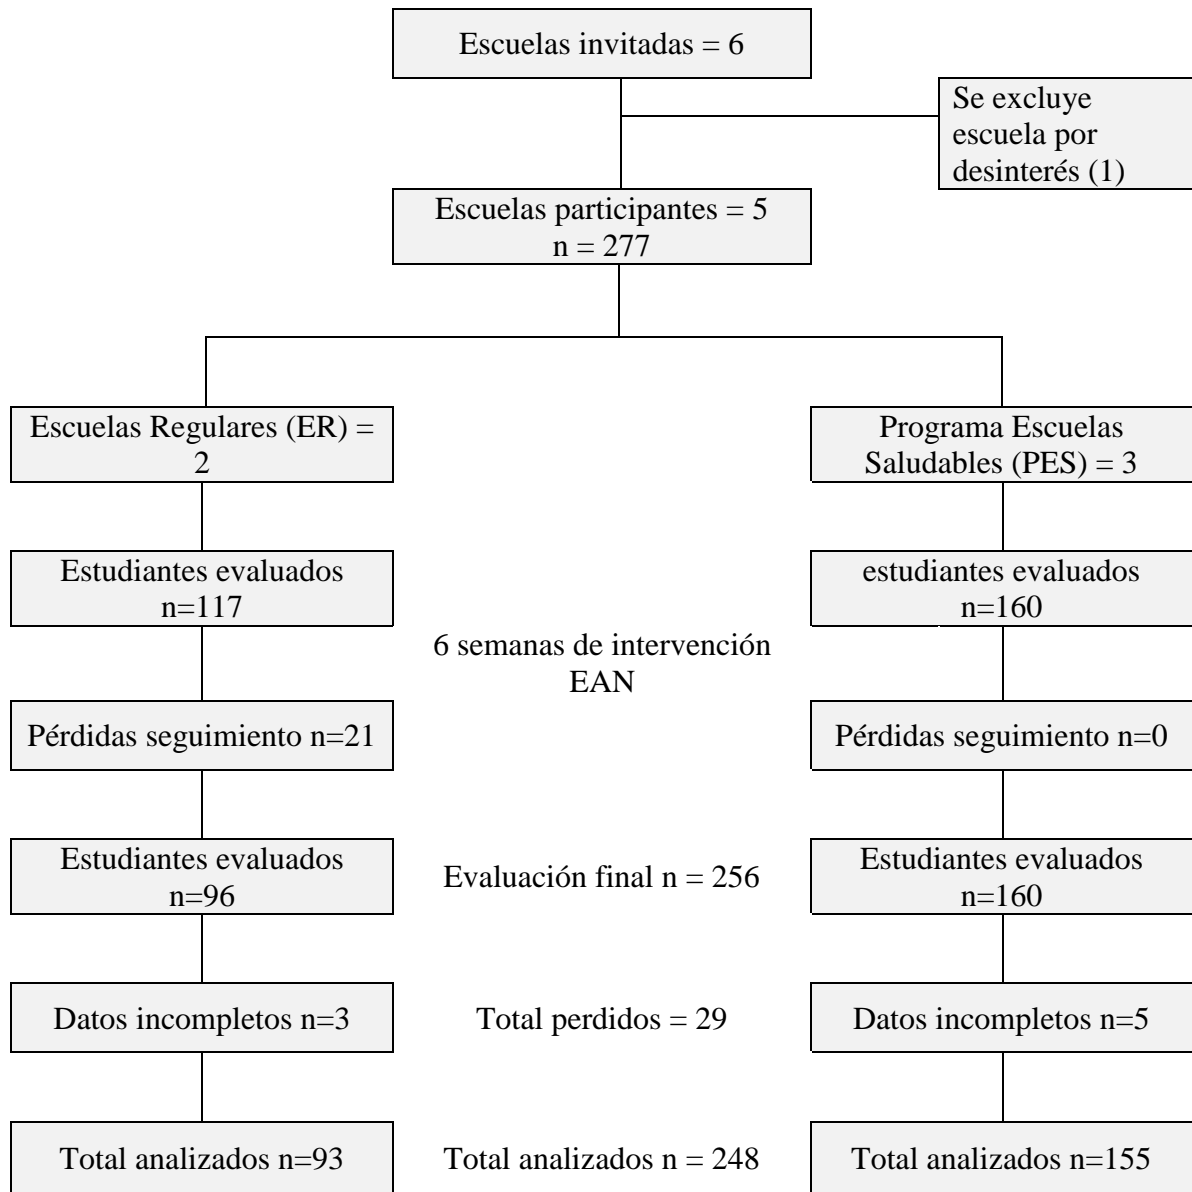 Escuelas invitadas = 6
Se excluye
escuela por
desinterés (1)
Escuelas participantes = 5
n = 277
Escuelas Regulares (ER) =
2
Programa Escuelas
Saludables (PES) = 3
Estudiantes evaluados
n=117
estudiantes evaluados
n=160
6 semanas de intervención
EAN
Pérdidas seguimiento n=21
Pérdidas seguimiento n=0
Estudiantes evaluados
n=96
Evaluación final n = 256
Estudiantes evaluados
n=160
Datos incompletos n=3
Total perdidos = 29
Datos incompletos n=5
Total analizados n=93
Total analizados n = 248
Total analizados n=155